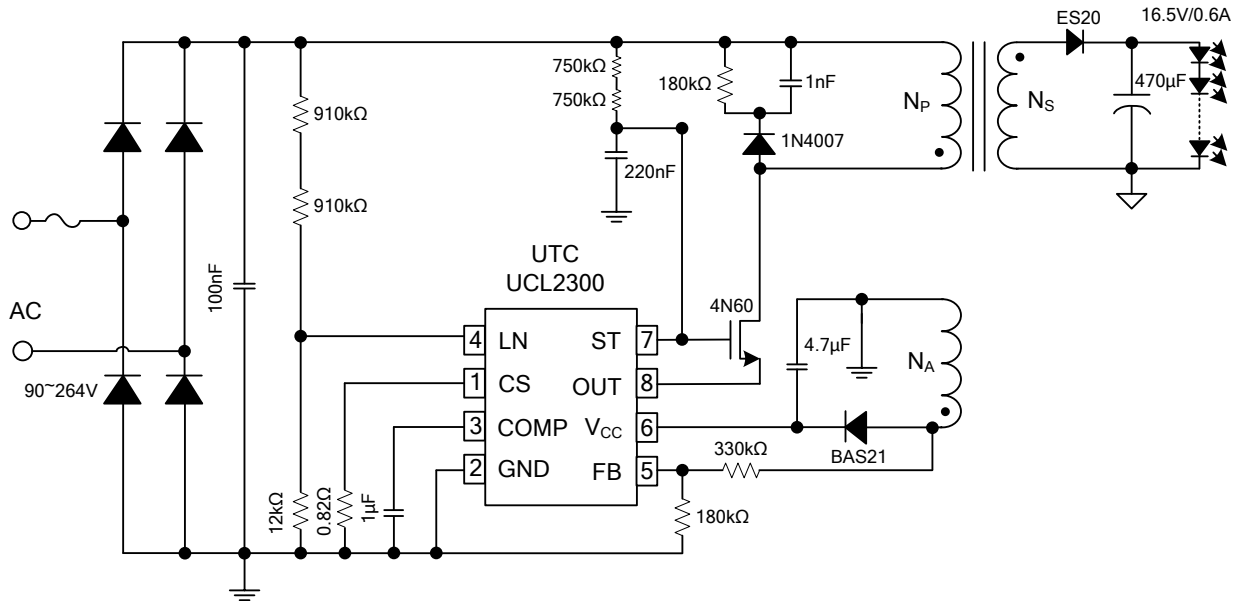 ES20
16.5V/0.6A
750kΩ
750kΩ
180kΩ
1nF
NP
NS
470µF
910kΩ
1N4007
220nF
910kΩ
UTC
UCL2300
100nF
AC
90~264V
4N60
4.7µF
NA
4
LN
ST
7
1
CS
OUT
8
3
COMP
VCC
6
2
GND
FB
5
BAS21
330kΩ
12kΩ
0.82Ω
1µF
180kΩ